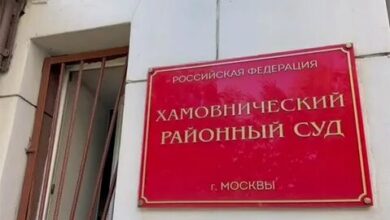 РОССИЙСКАЯ ФЕДЕРАЦИЯ
ХАМОВНИЧЕСКИЙ
РАЙОННЫЙ СУД
г. МОСКВЫ